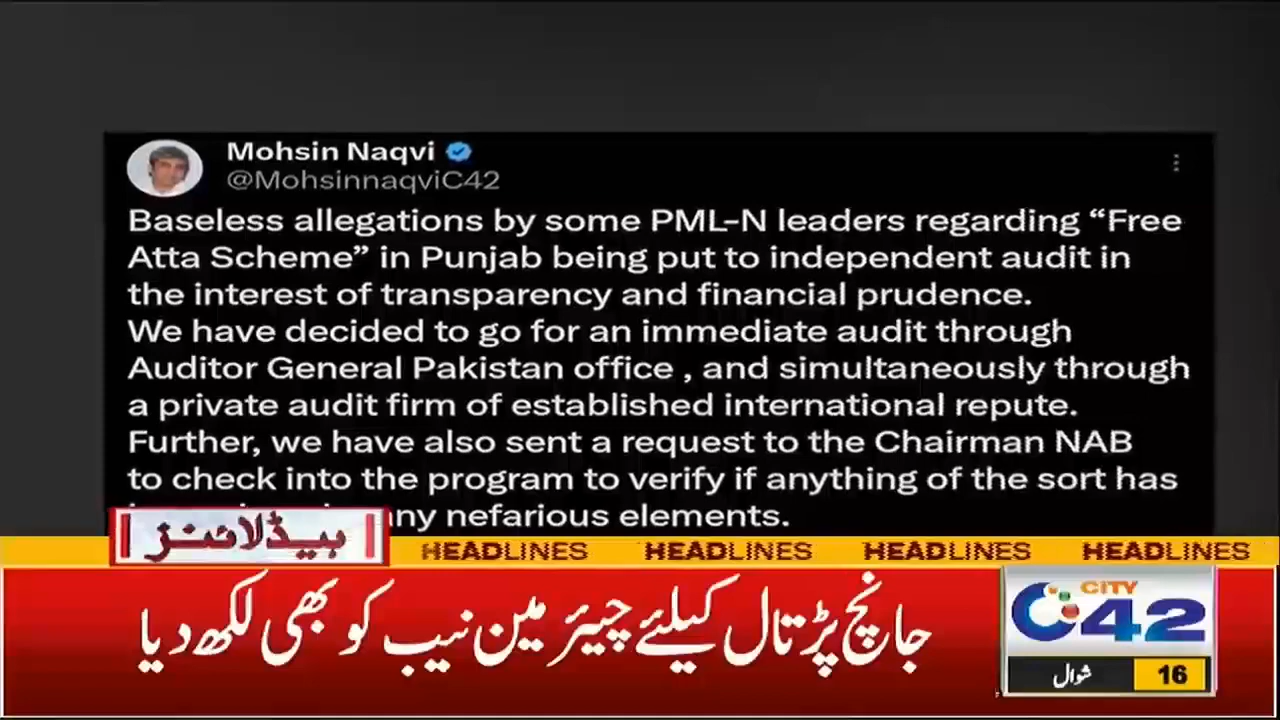 Mohsin Naqvi
@MohsinnaqviC42
Baseless allegations by some PML-N leaders regarding “Free
Atta Scheme” in Punjab being put to independent audit in
the interest of transparency and financial prudence.
We have decided to go for an immediate audit through
Auditor General Pakistan office , and simultaneously through
a private audit firm of established international repute.
Further, we have also sent a request to the Chairman NAB
to check into the program to verify if anything of the sort has
any nefarious elements.
ہیڈلائنز
HEADLINES HEADLINES HEADLINES HEADLINES
جانچ پڑتال کیلئے چیئرمین نیب کو بھی لکھ دیا
CITY
42
شوال 16